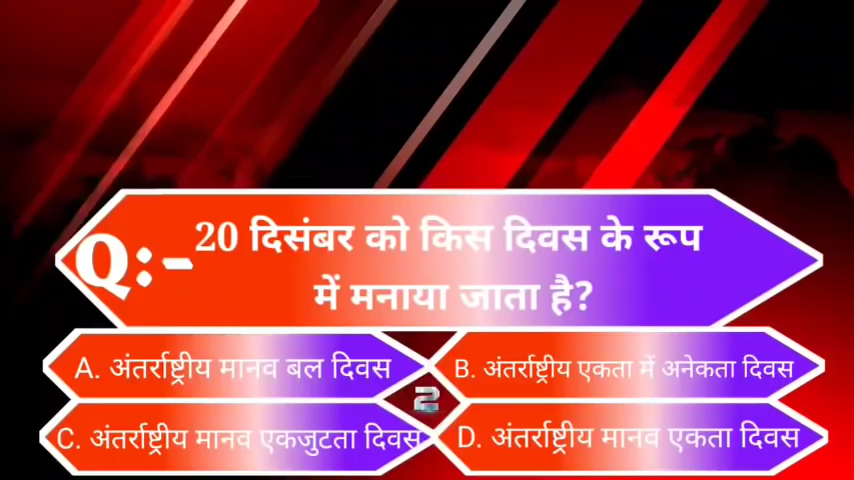 Q:- 20 दिसंबर को किस दिवस के रूप
में मनाया जाता है?
A. अंतर्राष्ट्रीय मानव बल दिवस
B. अंतर्राष्ट्रीय एकता में अनेकता दिवस
2
C. अंतर्राष्ट्रीय मानव एकजुटता दिवस
D. अंतर्राष्ट्रीय मानव एकता दिवस